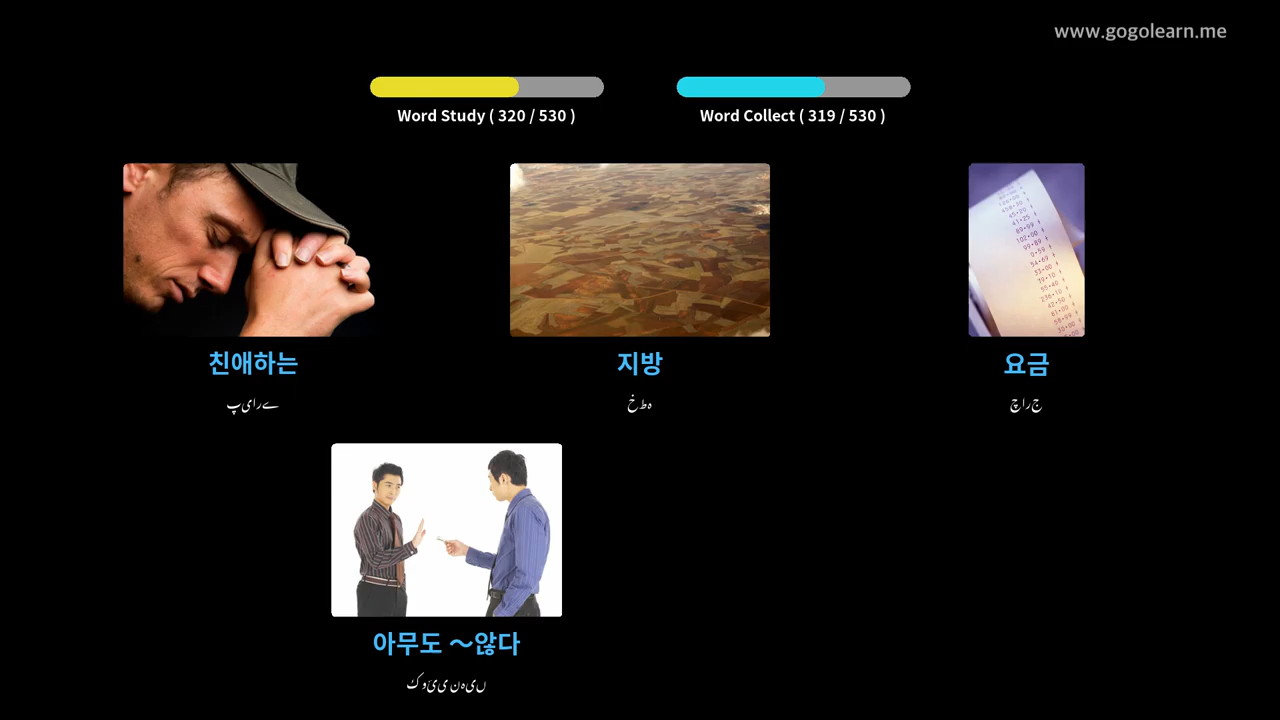 www.gogolearn.me
Word Study ( 320 / 530 )
Word Collect ( 319 / 530 )
친애하는
ےرایپ
지방
ہطخ
요금
جراچ
아무도 ～않다
ںیہن یئوک